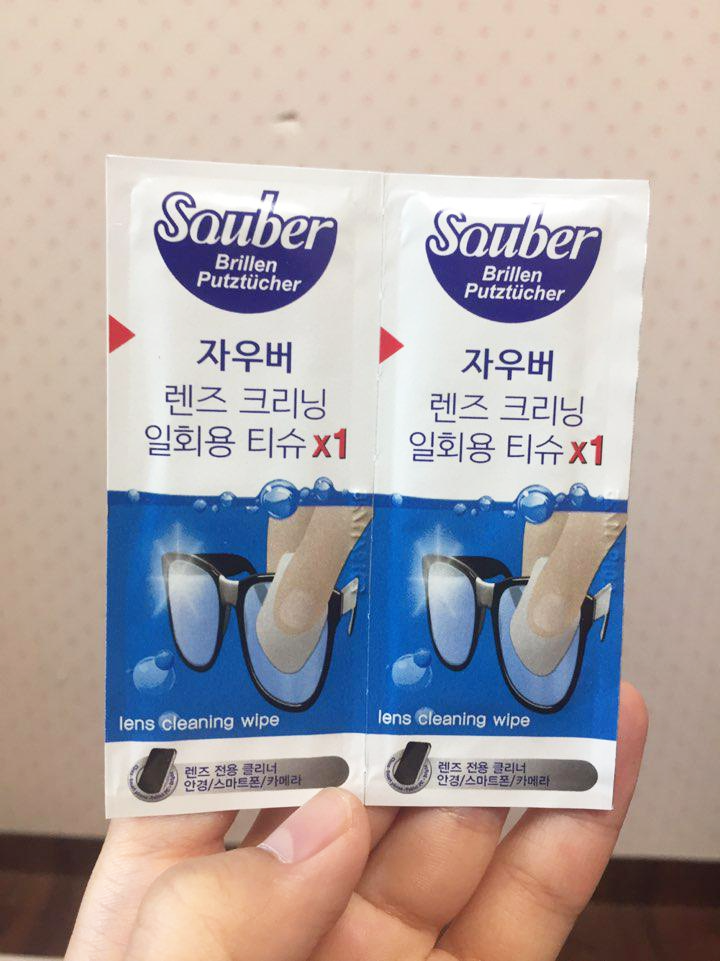 Sauber
Brillen
Putztücher
자우버
렌즈 크리닝
일회용 티슈 x1
lens cleaning wipe
렌즈 전용 클리너
안경/스마트폰/카메라
Sauber
Brillen
Putztücher
자우버
렌즈 크리닝
일회용 티슈 x1
lens cleaning wipe
렌즈 전용 클리너
안경/스마트폰/카메라